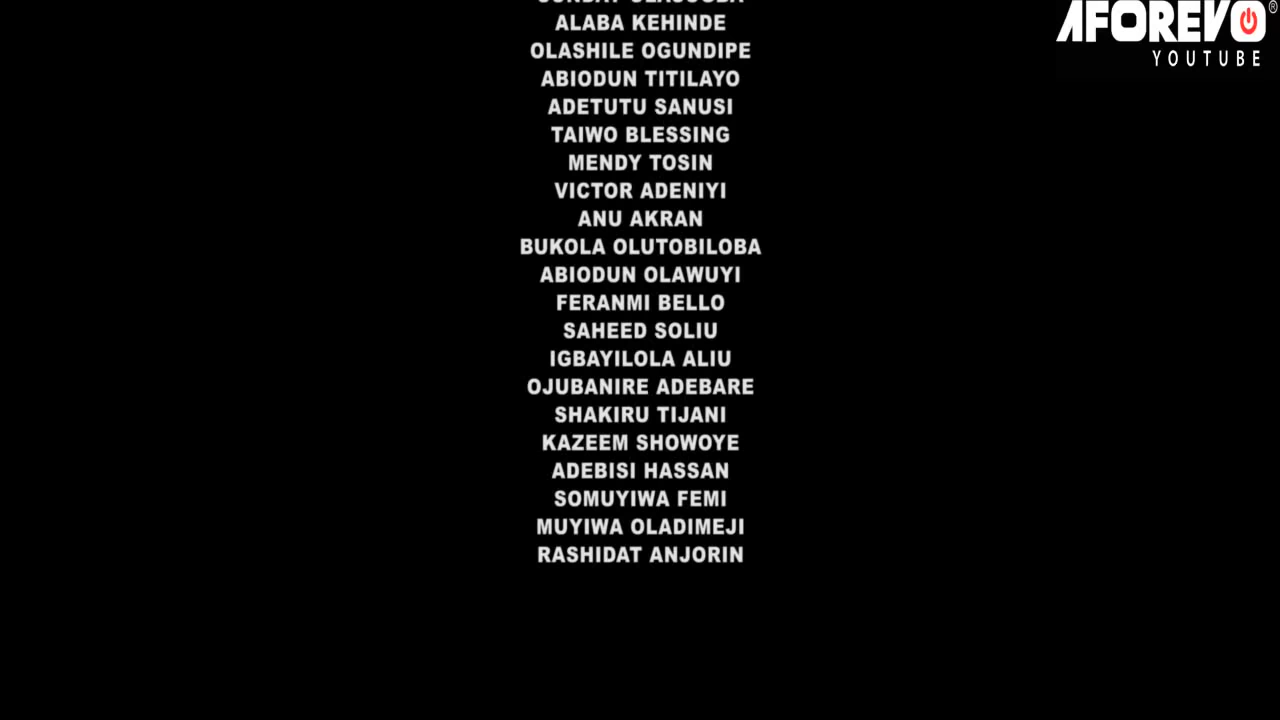 ALABA KEHINDE
OLASHILE OGUNDIPE
ABIODUN TITILAYO
ADETUTU SANUSI
TAIWO BLESSING
MENDY TOSIN
VICTOR ADENIYI
ANU AKRAN
BUKOLA OLUTOBILOBA
ABIODUN OLAWUYI
FERANMI BELLO
SAHEED SOLIU
IGBAYILOLA ALIU
OJUBANIRE ADEBARE
SHAKIRU TIJANI
KAZEEM SHOWOYE
ADEBISI HASSAN
SOMUYIWA FEMI
MUYIWA OLADIMEJI
RASHIDAT ANJORIN
AFOREVO®
YOUTUBE